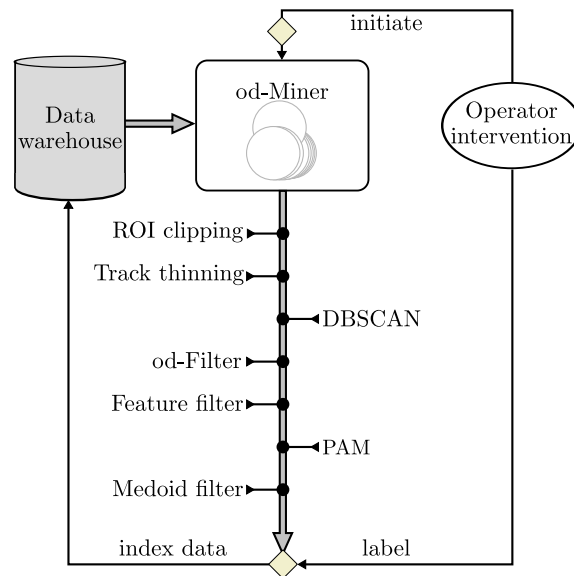 initiate
od-Miner
Data
warehouse
Operator
intervention
ROI clipping
Track thinning
DBSCAN
od-Filter
Feature filter
PAM
Medoid filter
index data
label